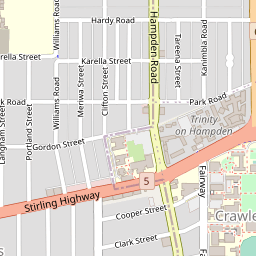 Hardy Road
Williams Road
Hampden Road
Tareena Street
Kanimbla Road
arella Street
Karella Street
Langham Street
Portland Street
Williams Road
Meriwa Street
Clifton Street
k Road
Park Road
Trinity
on Hampden
Gordon Street
5
Stirling Highway
Fairway
Cooper Street
Crawle
Clark Street